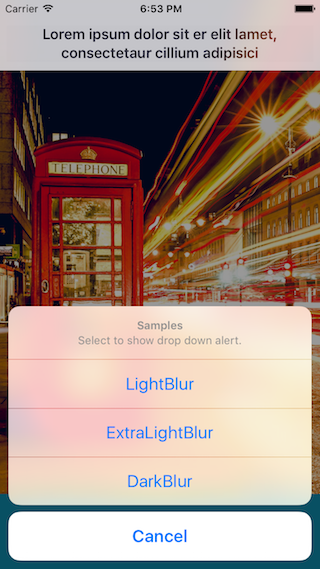 Carrier 6:53 PM
Lorem ipsum dolor sit er elit lamet,
consectetaur cillium adipisici
TELEPHONE
Samples
Select to show drop down alert.
LightBlur
ExtraLightBlur
DarkBlur
Cancel